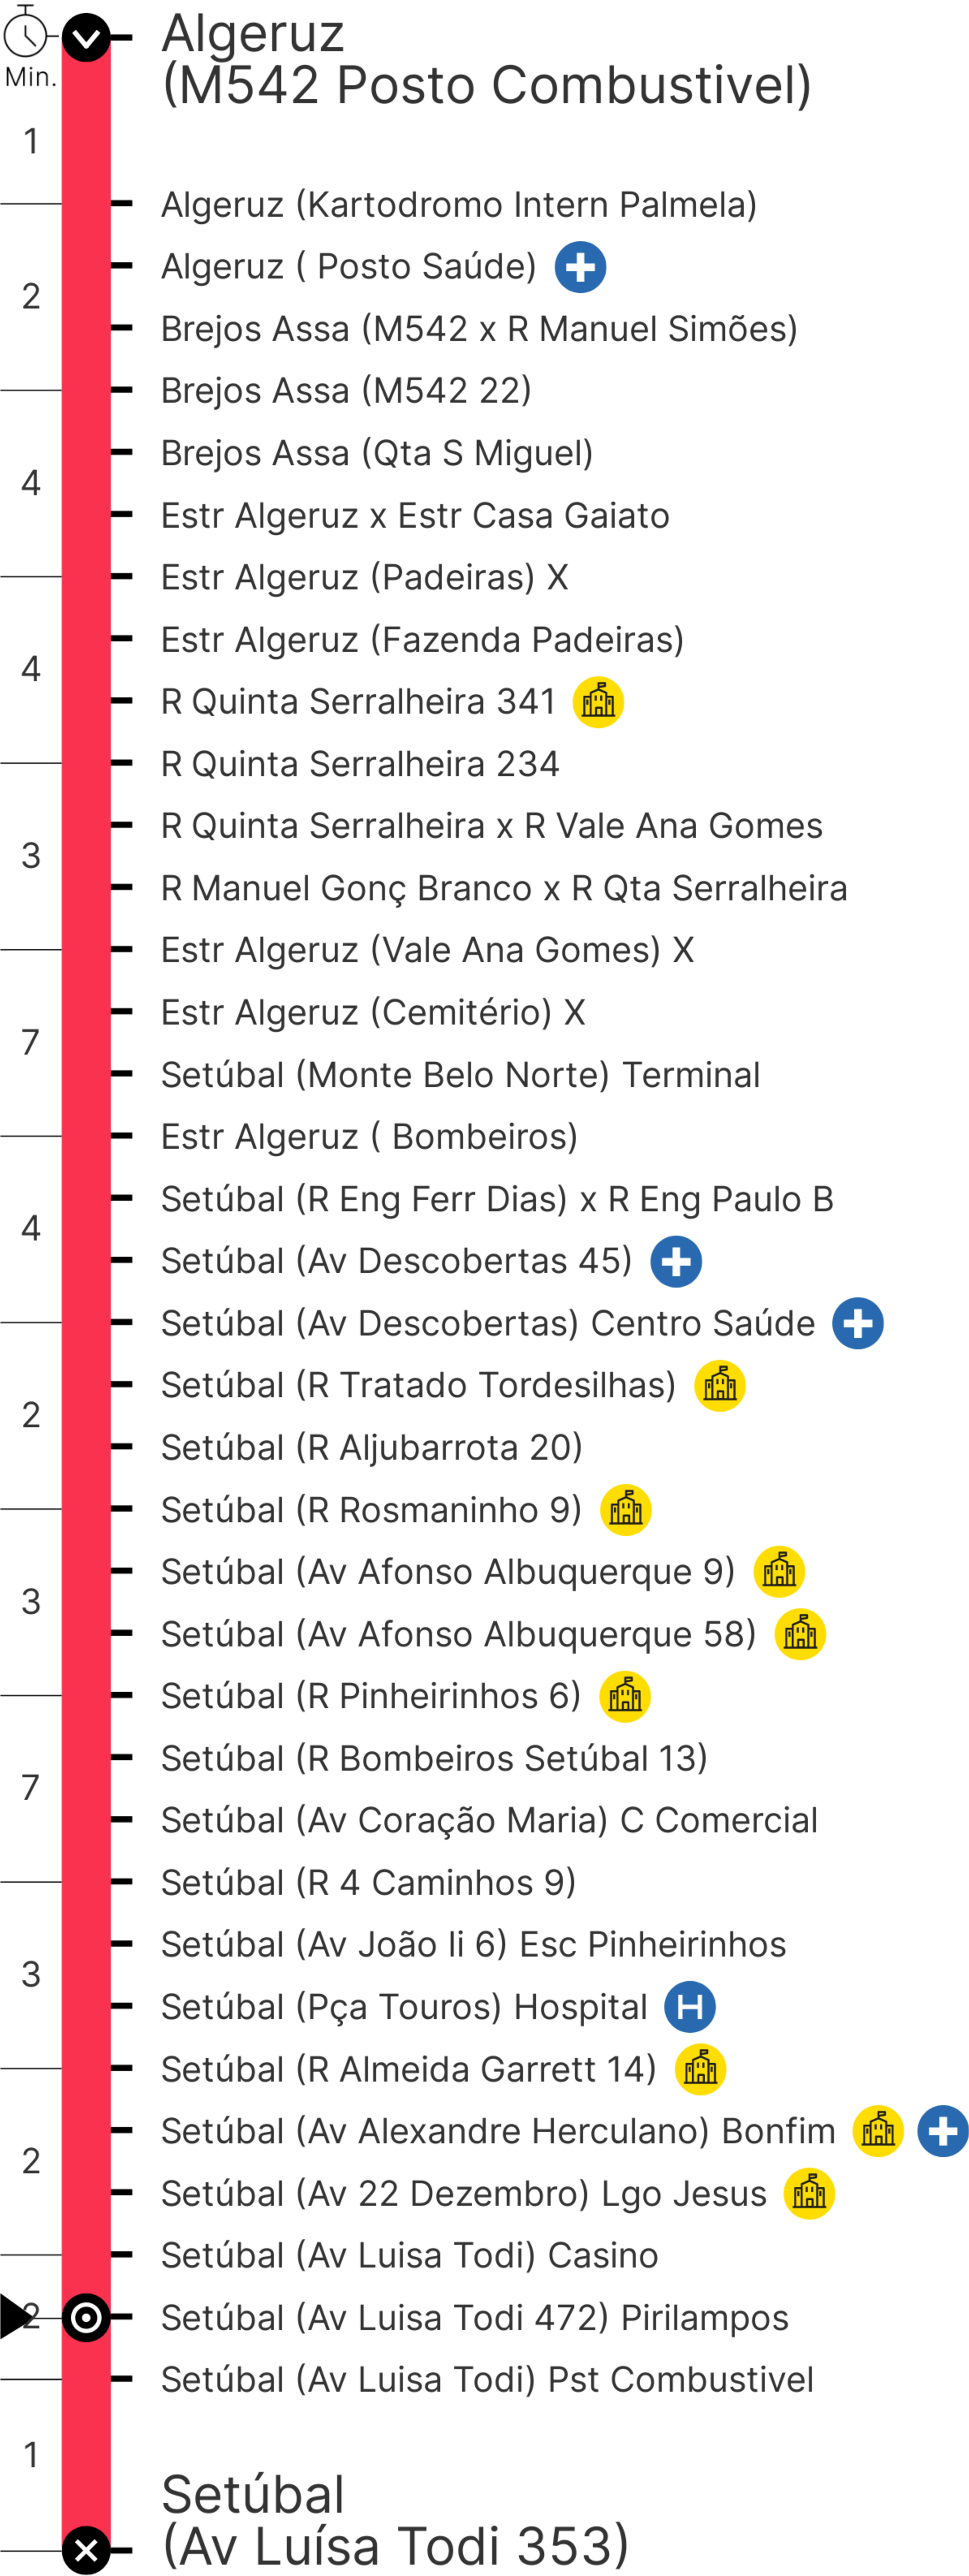 Algeruz
(M542 Posto Combustivel)
Min.
1
Algeruz (Kartodromo Intern Palmela)
Algeruz ( Posto Saúde)
2
Brejos Assa (M542 x R Manuel Simões)
Brejos Assa (M542 22)
Brejos Assa (Qta S Miguel)
4
Estr Algeruz x Estr Casa Gaiato
Estr Algeruz (Padeiras) X
Estr Algeruz (Fazenda Padeiras)
4
R Quinta Serralheira 341
R Quinta Serralheira 234
R Quinta Serralheira x R Vale Ana Gomes
3
R Manuel Gonç Branco x R Qta Serralheira
Estr Algeruz (Vale Ana Gomes) X
Estr Algeruz (Cemitério) X
7
Setúbal (Monte Belo Norte) Terminal
Estr Algeruz ( Bombeiros)
Setúbal (R Eng Ferr Dias) x R Eng Paulo B
4
Setúbal (Av Descobertas 45)
Setúbal (Av Descobertas) Centro Saúde
Setúbal (R Tratado Tordesilhas)
2
Setúbal (R Aljubarrota 20)
Setúbal (R Rosmaninho 9)
Setúbal (Av Afonso Albuquerque 9)
3
Setúbal (Av Afonso Albuquerque 58)
Setúbal (R Pinheirinhos 6)
Setúbal (R Bombeiros Setúbal 13)
7
Setúbal (Av Coração Maria) C Comercial
Setúbal (R 4 Caminhos 9)
Setúbal (Av João Ii 6) Esc Pinheirinhos
3
Setúbal (Pça Touros) Hospital H
Setúbal (R Almeida Garrett 14)
Setúbal (Av Alexandre Herculano) Bonfim
2
Setúbal (Av 22 Dezembro) Lgo Jesus
Setúbal (Av Luisa Todi) Casino
2
Setúbal (Av Luisa Todi 472) Pirilampos
Setúbal (Av Luisa Todi) Pst Combustivel
1
Setúbal
(Av Luísa Todi 353)